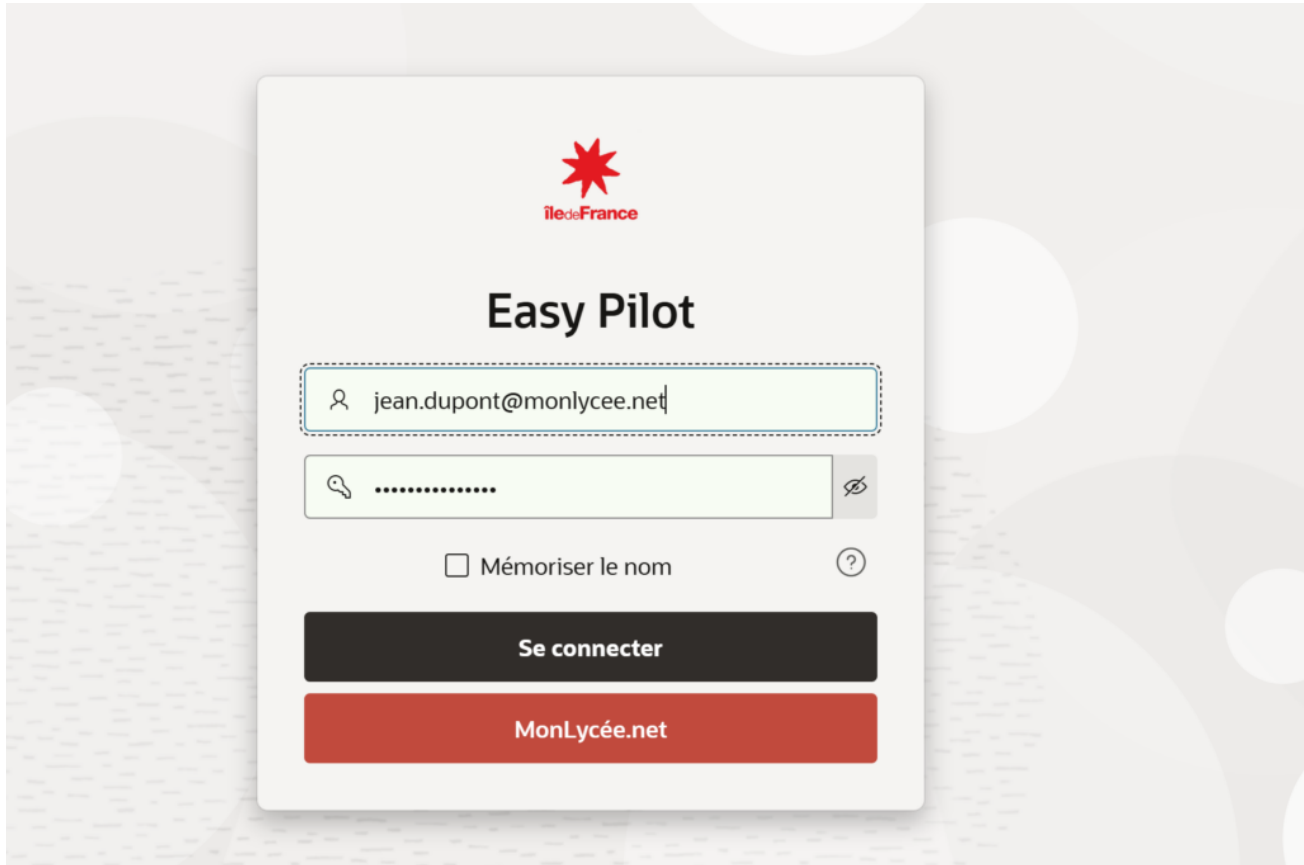 îledeFrance
Easy Pilot
jean.dupont@monlycee.net
•••••••••••••••
Mémoriser le nom
?
Se connecter
MonLycée.net